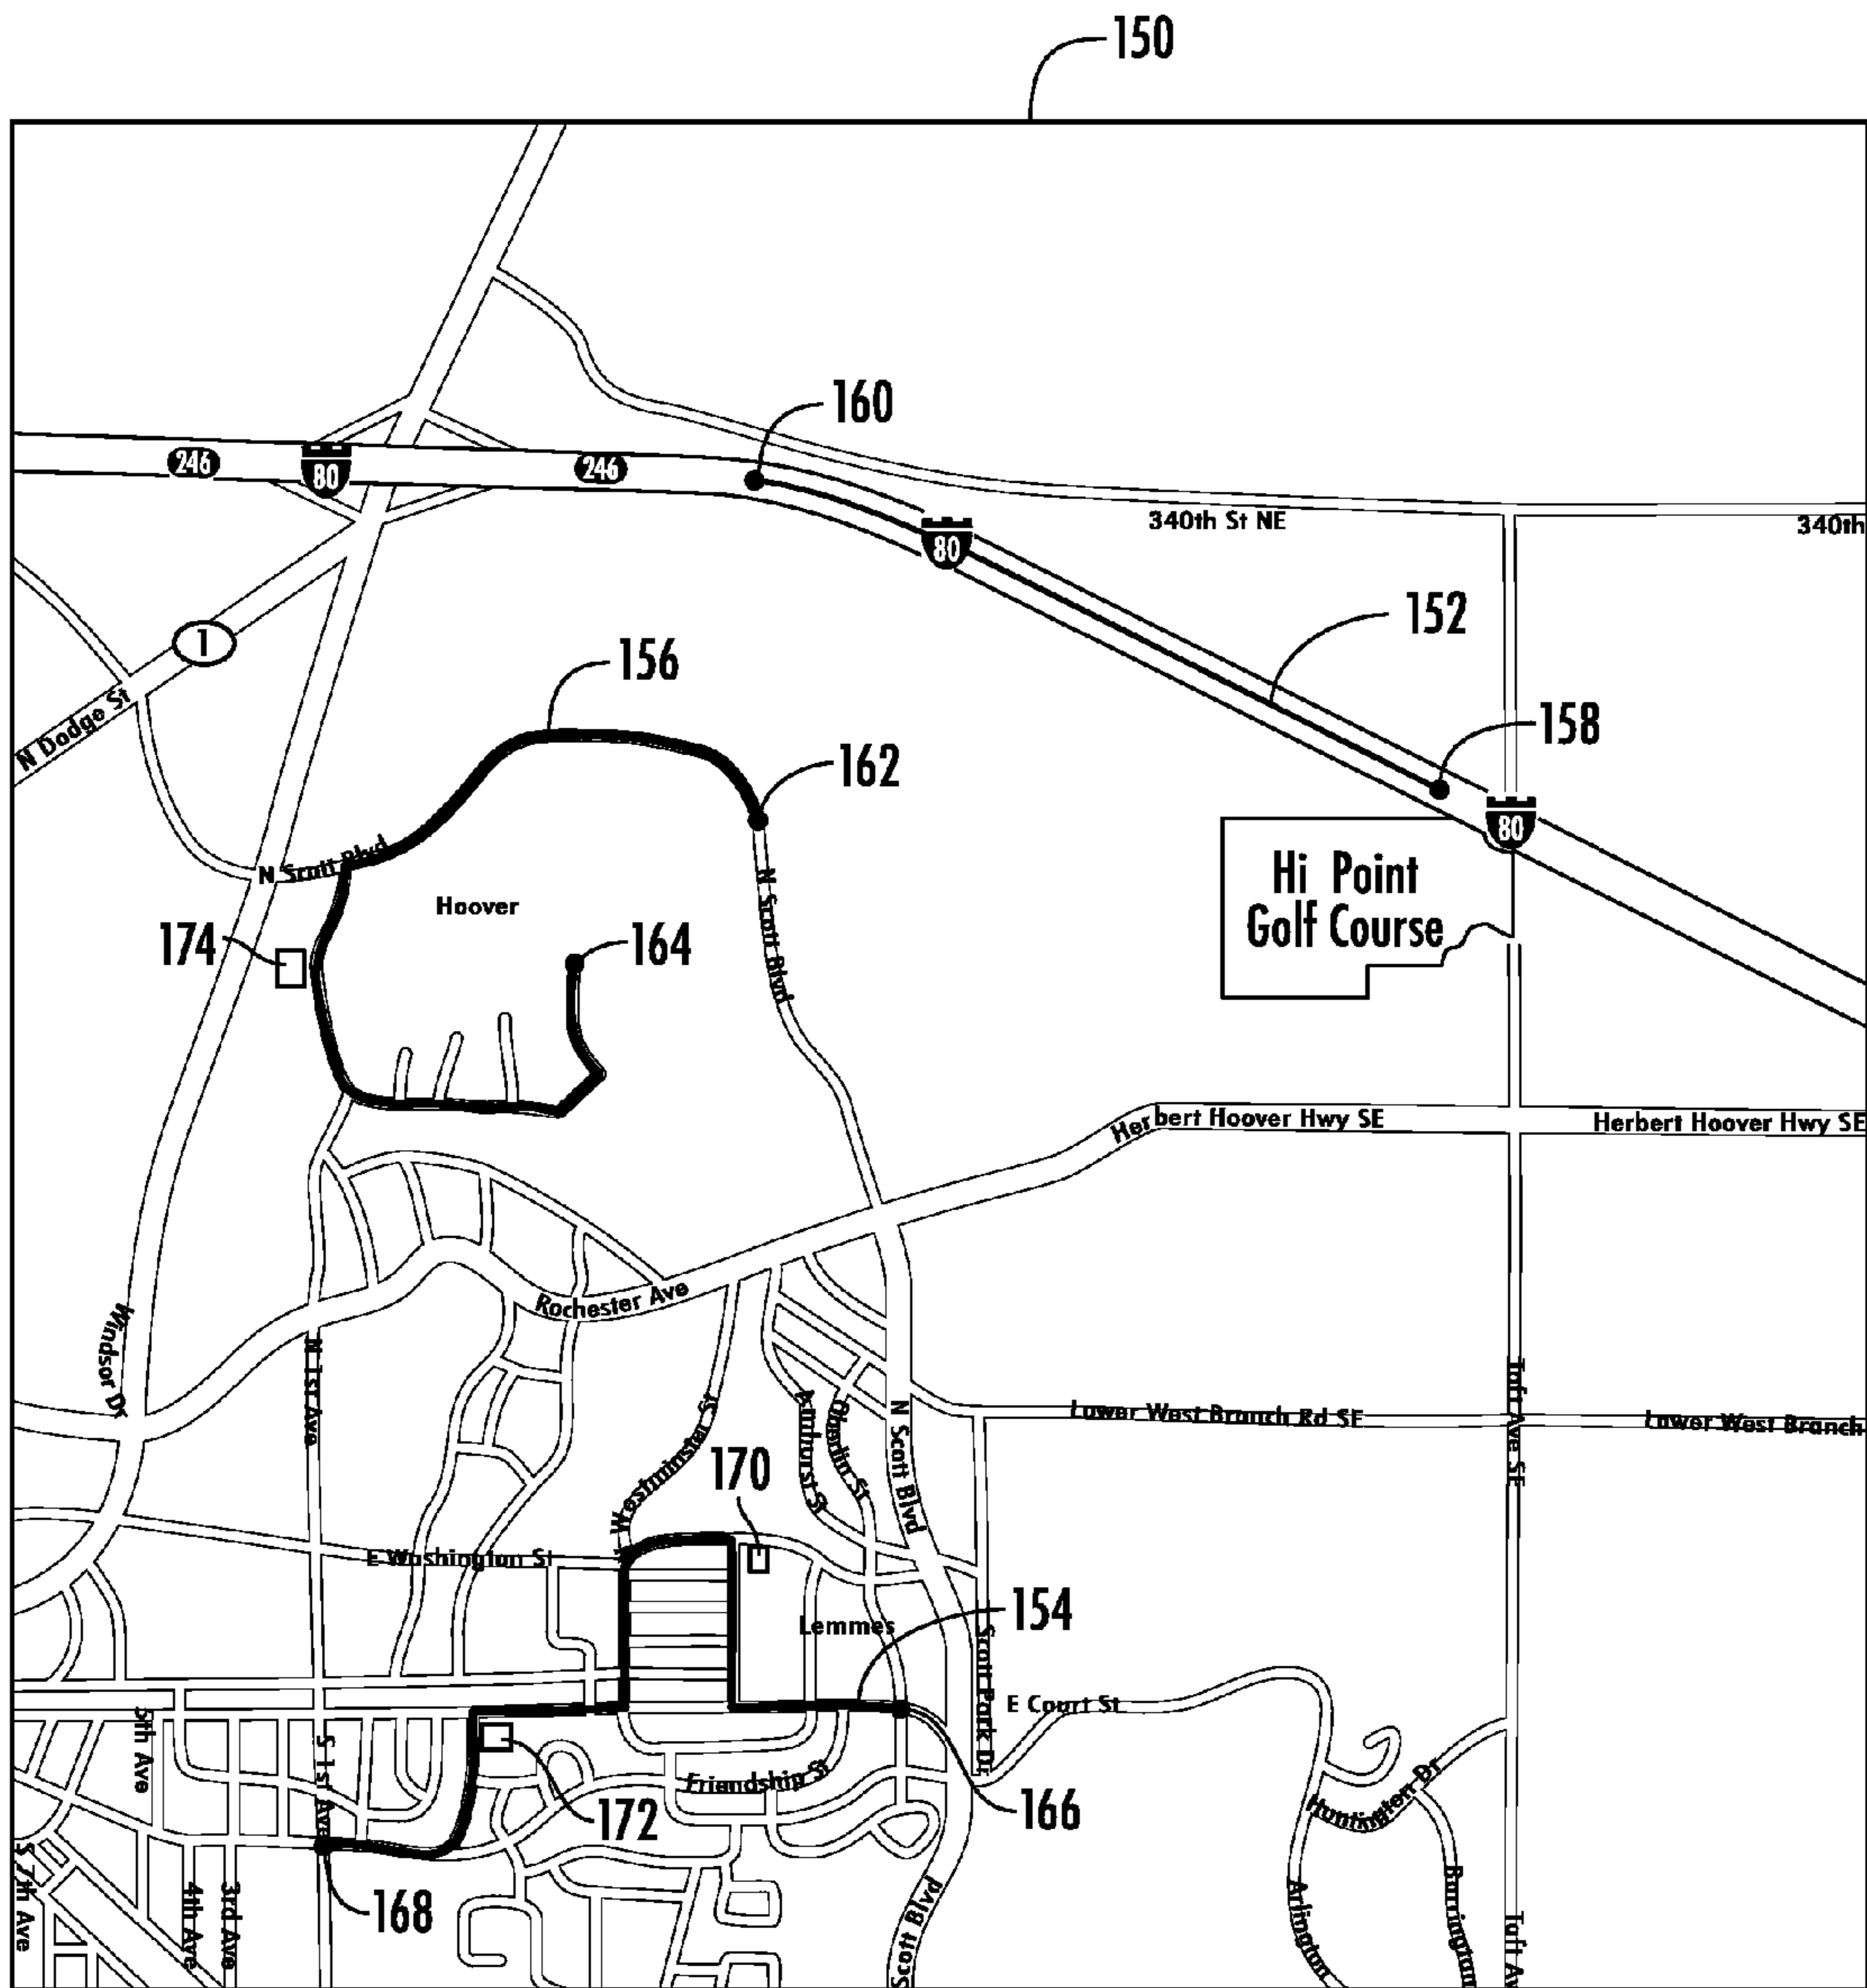 150
160
246
80
246
80
340th St NE
340th
152
1
156
158
N Dodge St
162
80
N Scott Blvd
Hi Point
Golf Course
Hoover
N Scott Blvd
174
164
Herbert Hoover Hwy SE
Herbert Hoover Hwy SE
Rochester Ave
Windsor Dr
N 1st Ave
Westminster St
Amhurst St
Oberlin St
N Scott Blvd
Lower West Branch Rd SE
Taft Ave SE
Lower West Branch
170
E Washington St
154
Lemmes
Scott Park Dr
E Court St
5th Ave
S 1st Ave
Friendship St
172
166
Huntington Dr
S 7th Ave
4th Ave
3rd Ave
168
Scott Blvd
Arlington
Barrington
Taft Av